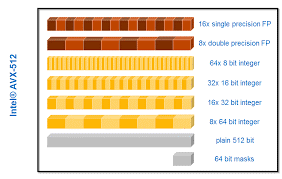 Intel® AVX-512
16x single precision FP
8x double precision FP
64x 8 bit integer
32x 16 bit integer
16x 32 bit integer
8x 64 bit integer
plain 512 bit
64 bit masks